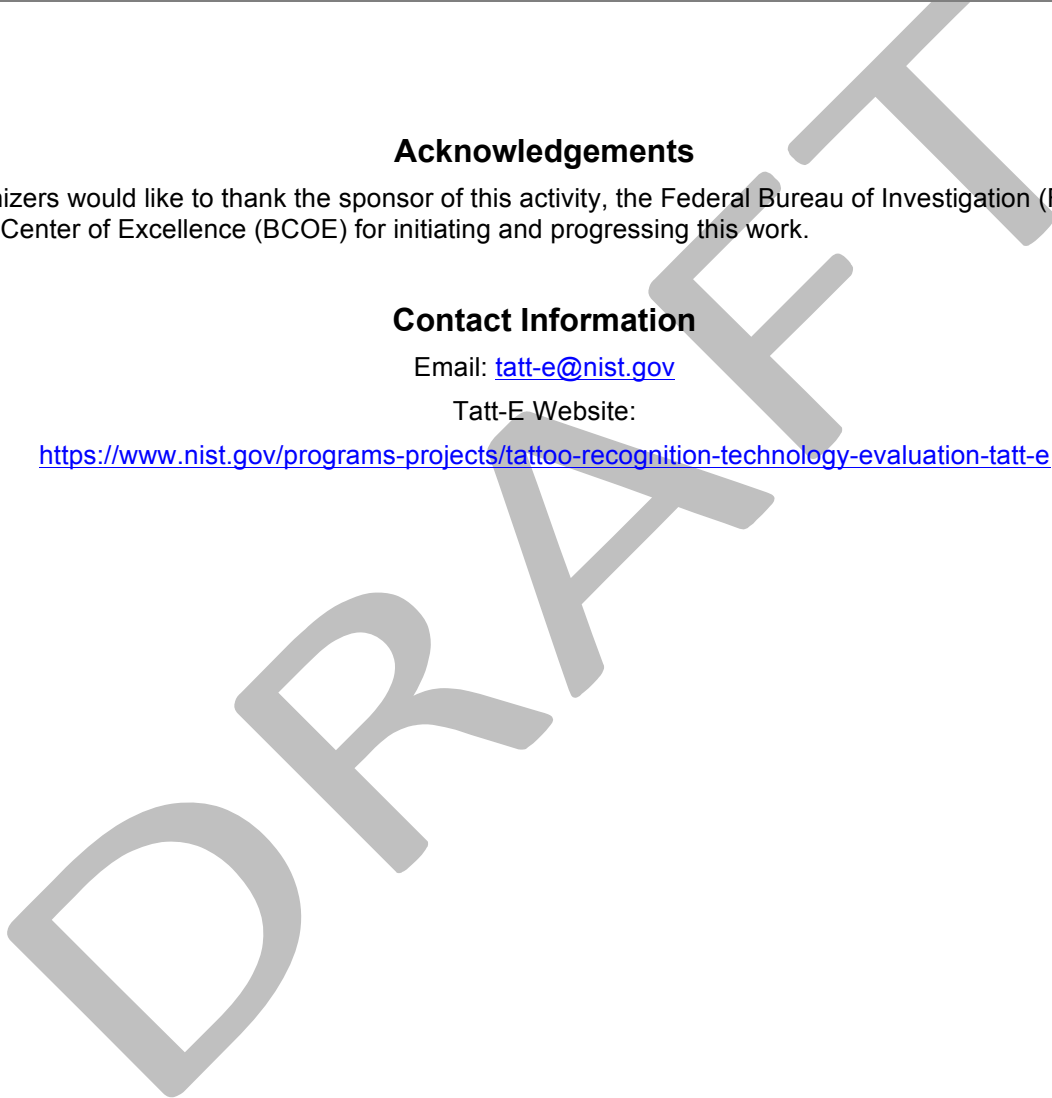 Acknowledgements
nizers would like to thank the sponsor of this activity, the Federal Bureau of Investigation (
Center of Excellence (BCOE) for initiating and progressing this work.
Contact Information
Email: tatt-e@nist.gov
Tatt-E Website:
https://www.nist.gov/programs-projects/tattoo-recognition-technology-evaluation-tatt-e
DRAFT